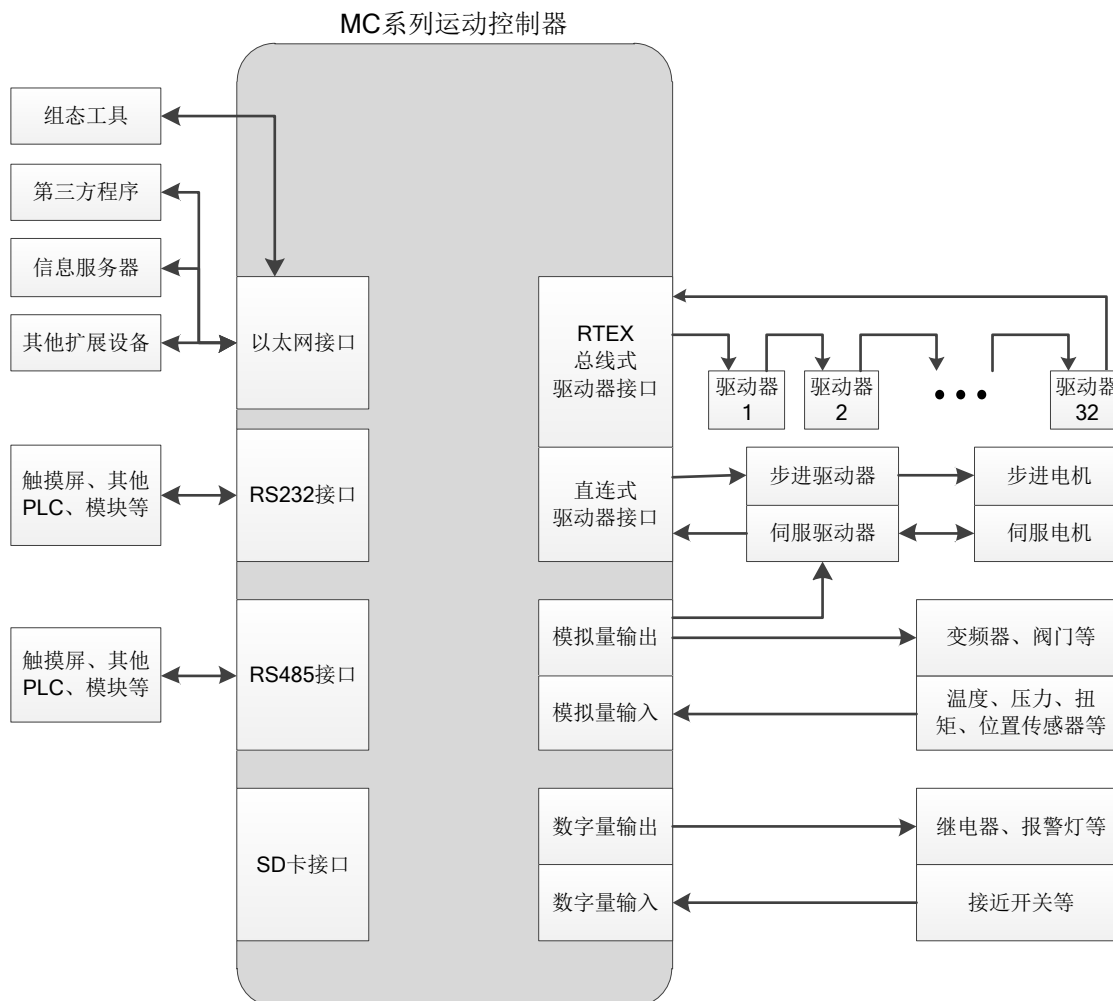 MC系列运动控制器
组态工具
第三方程序
信息服务器
其他扩展设备
以太网接口
触摸屏、其他
PLC、模块等
RS232接口
触摸屏、其他
PLC、模块等
RS485接口
SD卡接口
RTEX
总线式
驱动器接口
驱动器
1
驱动器
2
•••
驱动器
32
直连式
驱动器接口
步进驱动器
步进电机
伺服驱动器
伺服电机
模拟量输出
变频器、阀门等
模拟量输入
温度、压力、扭
矩、位置传感器等
数字量输出
继电器、报警灯等
数字量输入
接近开关等